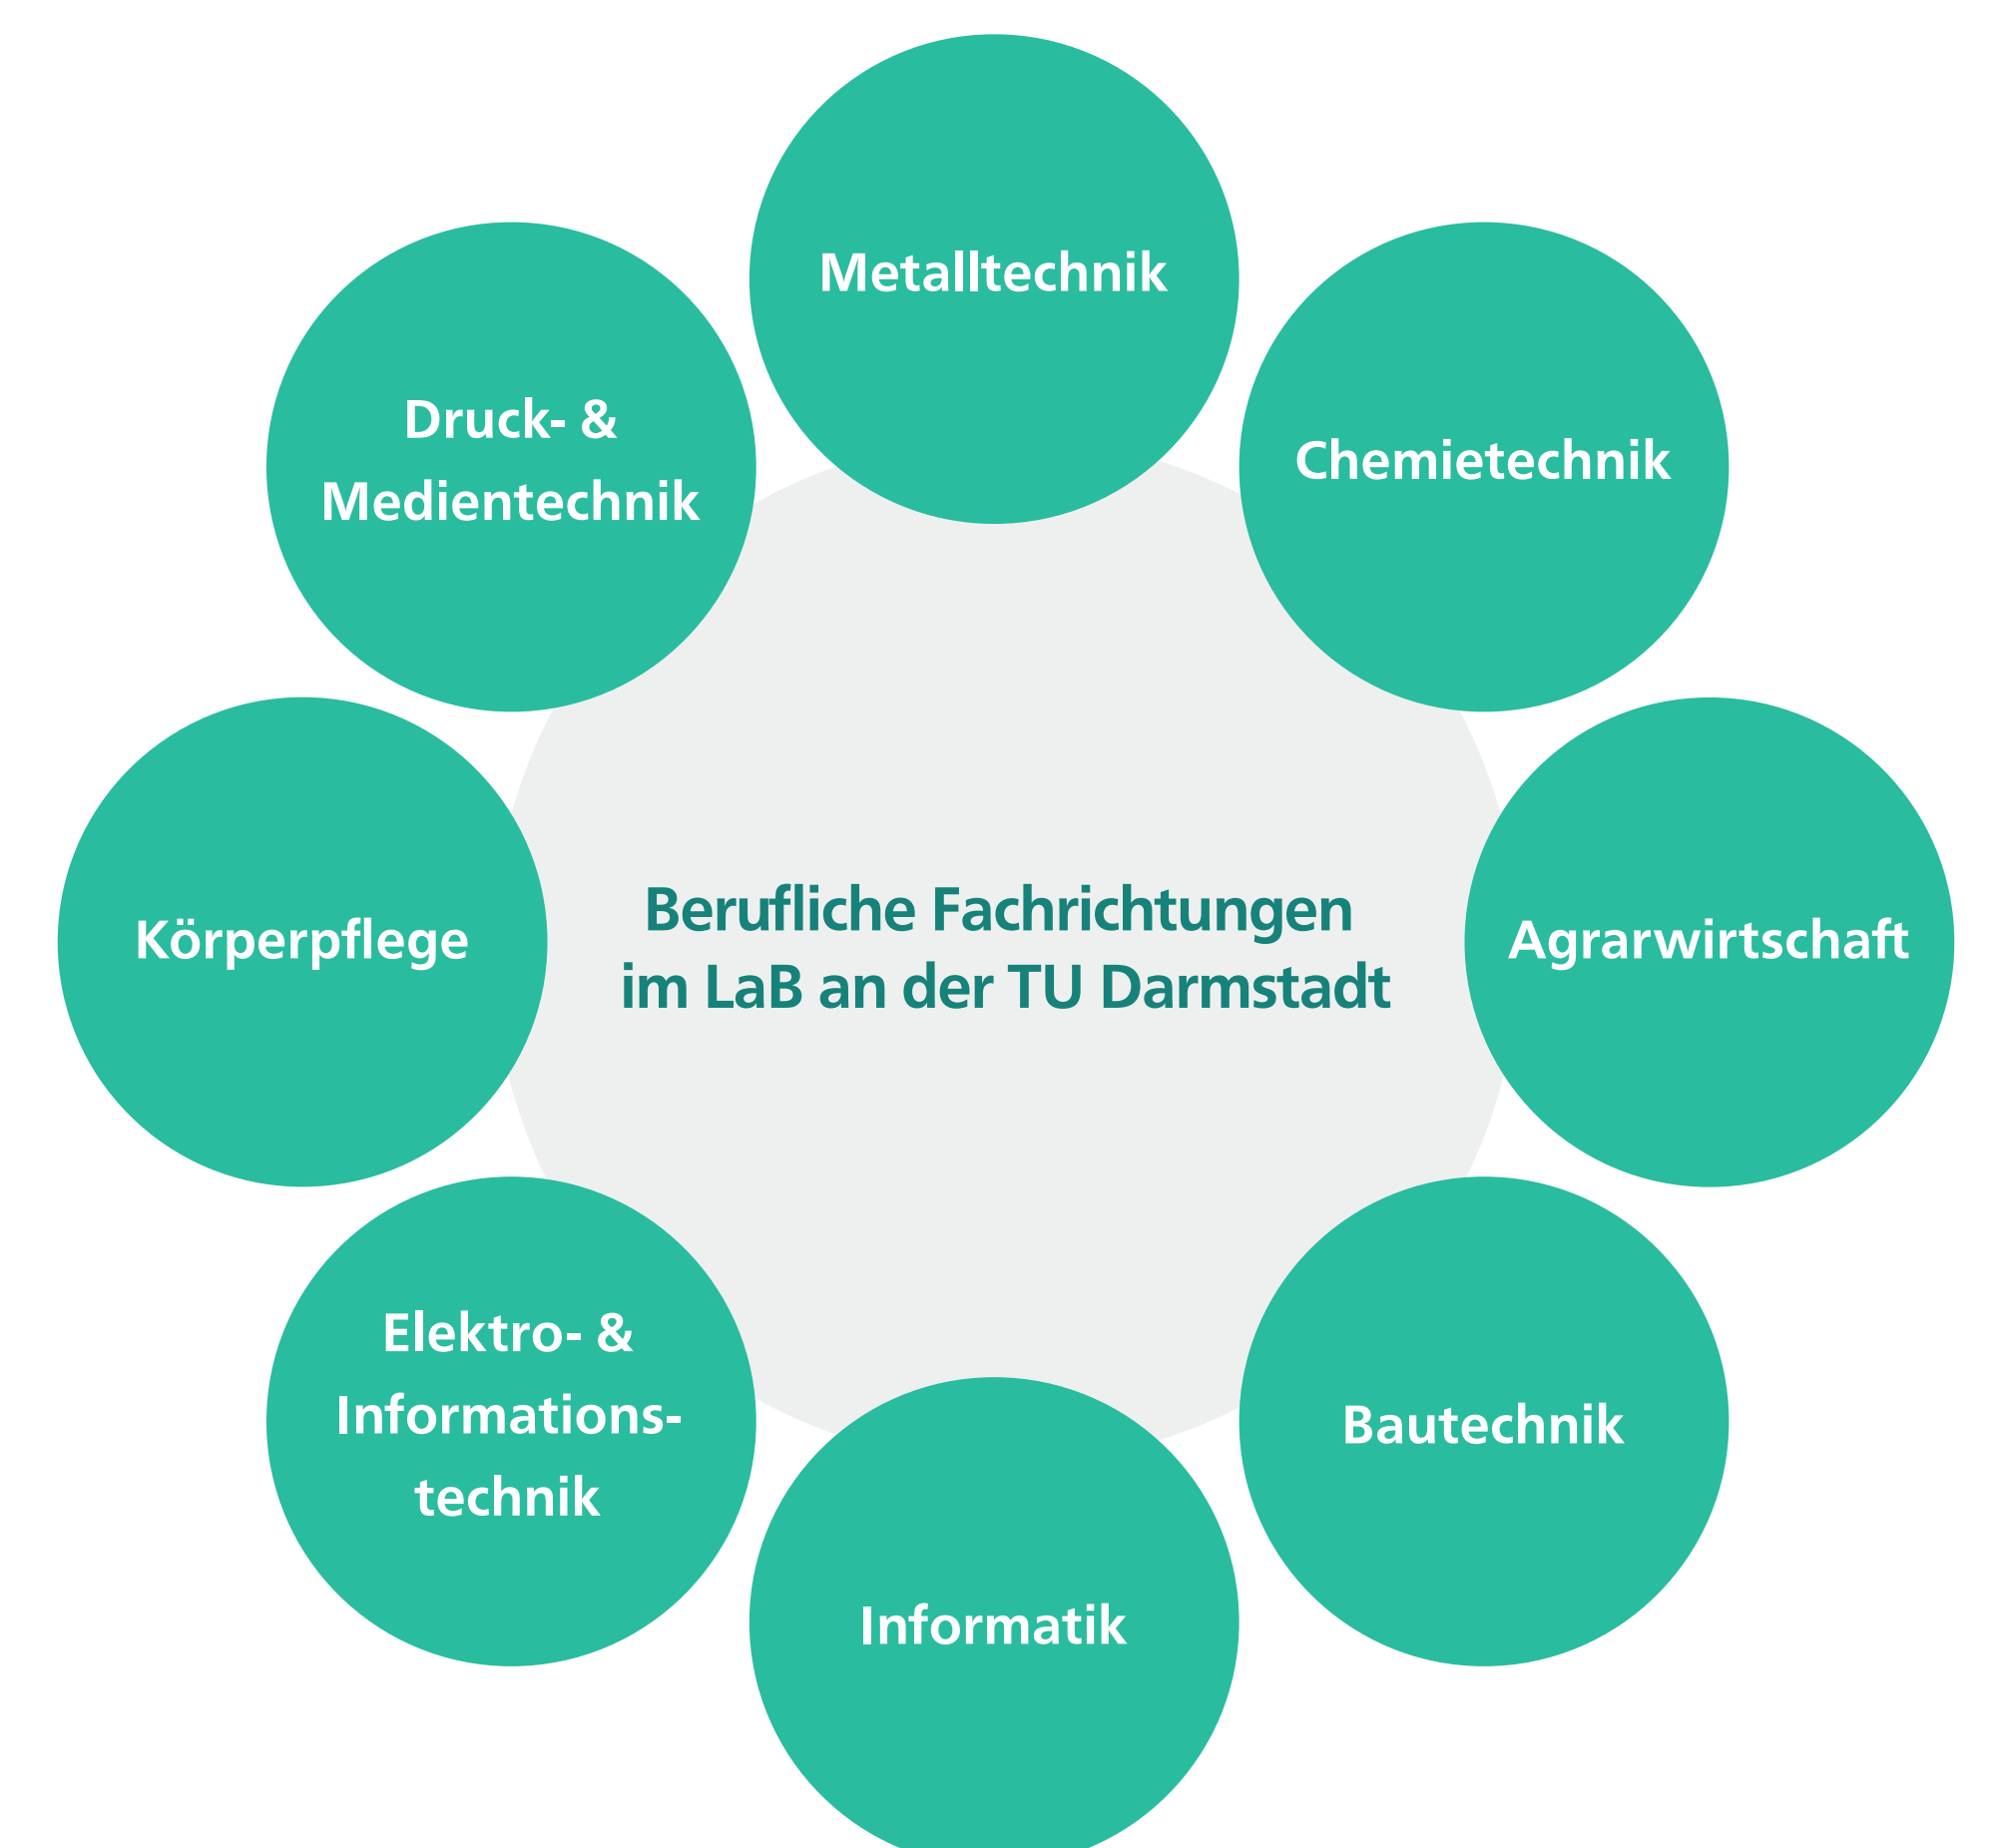 Metalltechnik
Druck- &
Medientechnik
Chemietechnik
Körperpflege
Berufliche Fachrichtungen
im LaB an der TU Darmstadt
Agrarwirtschaft
Elektro- &
Informations-
technik
Bautechnik
Informatik